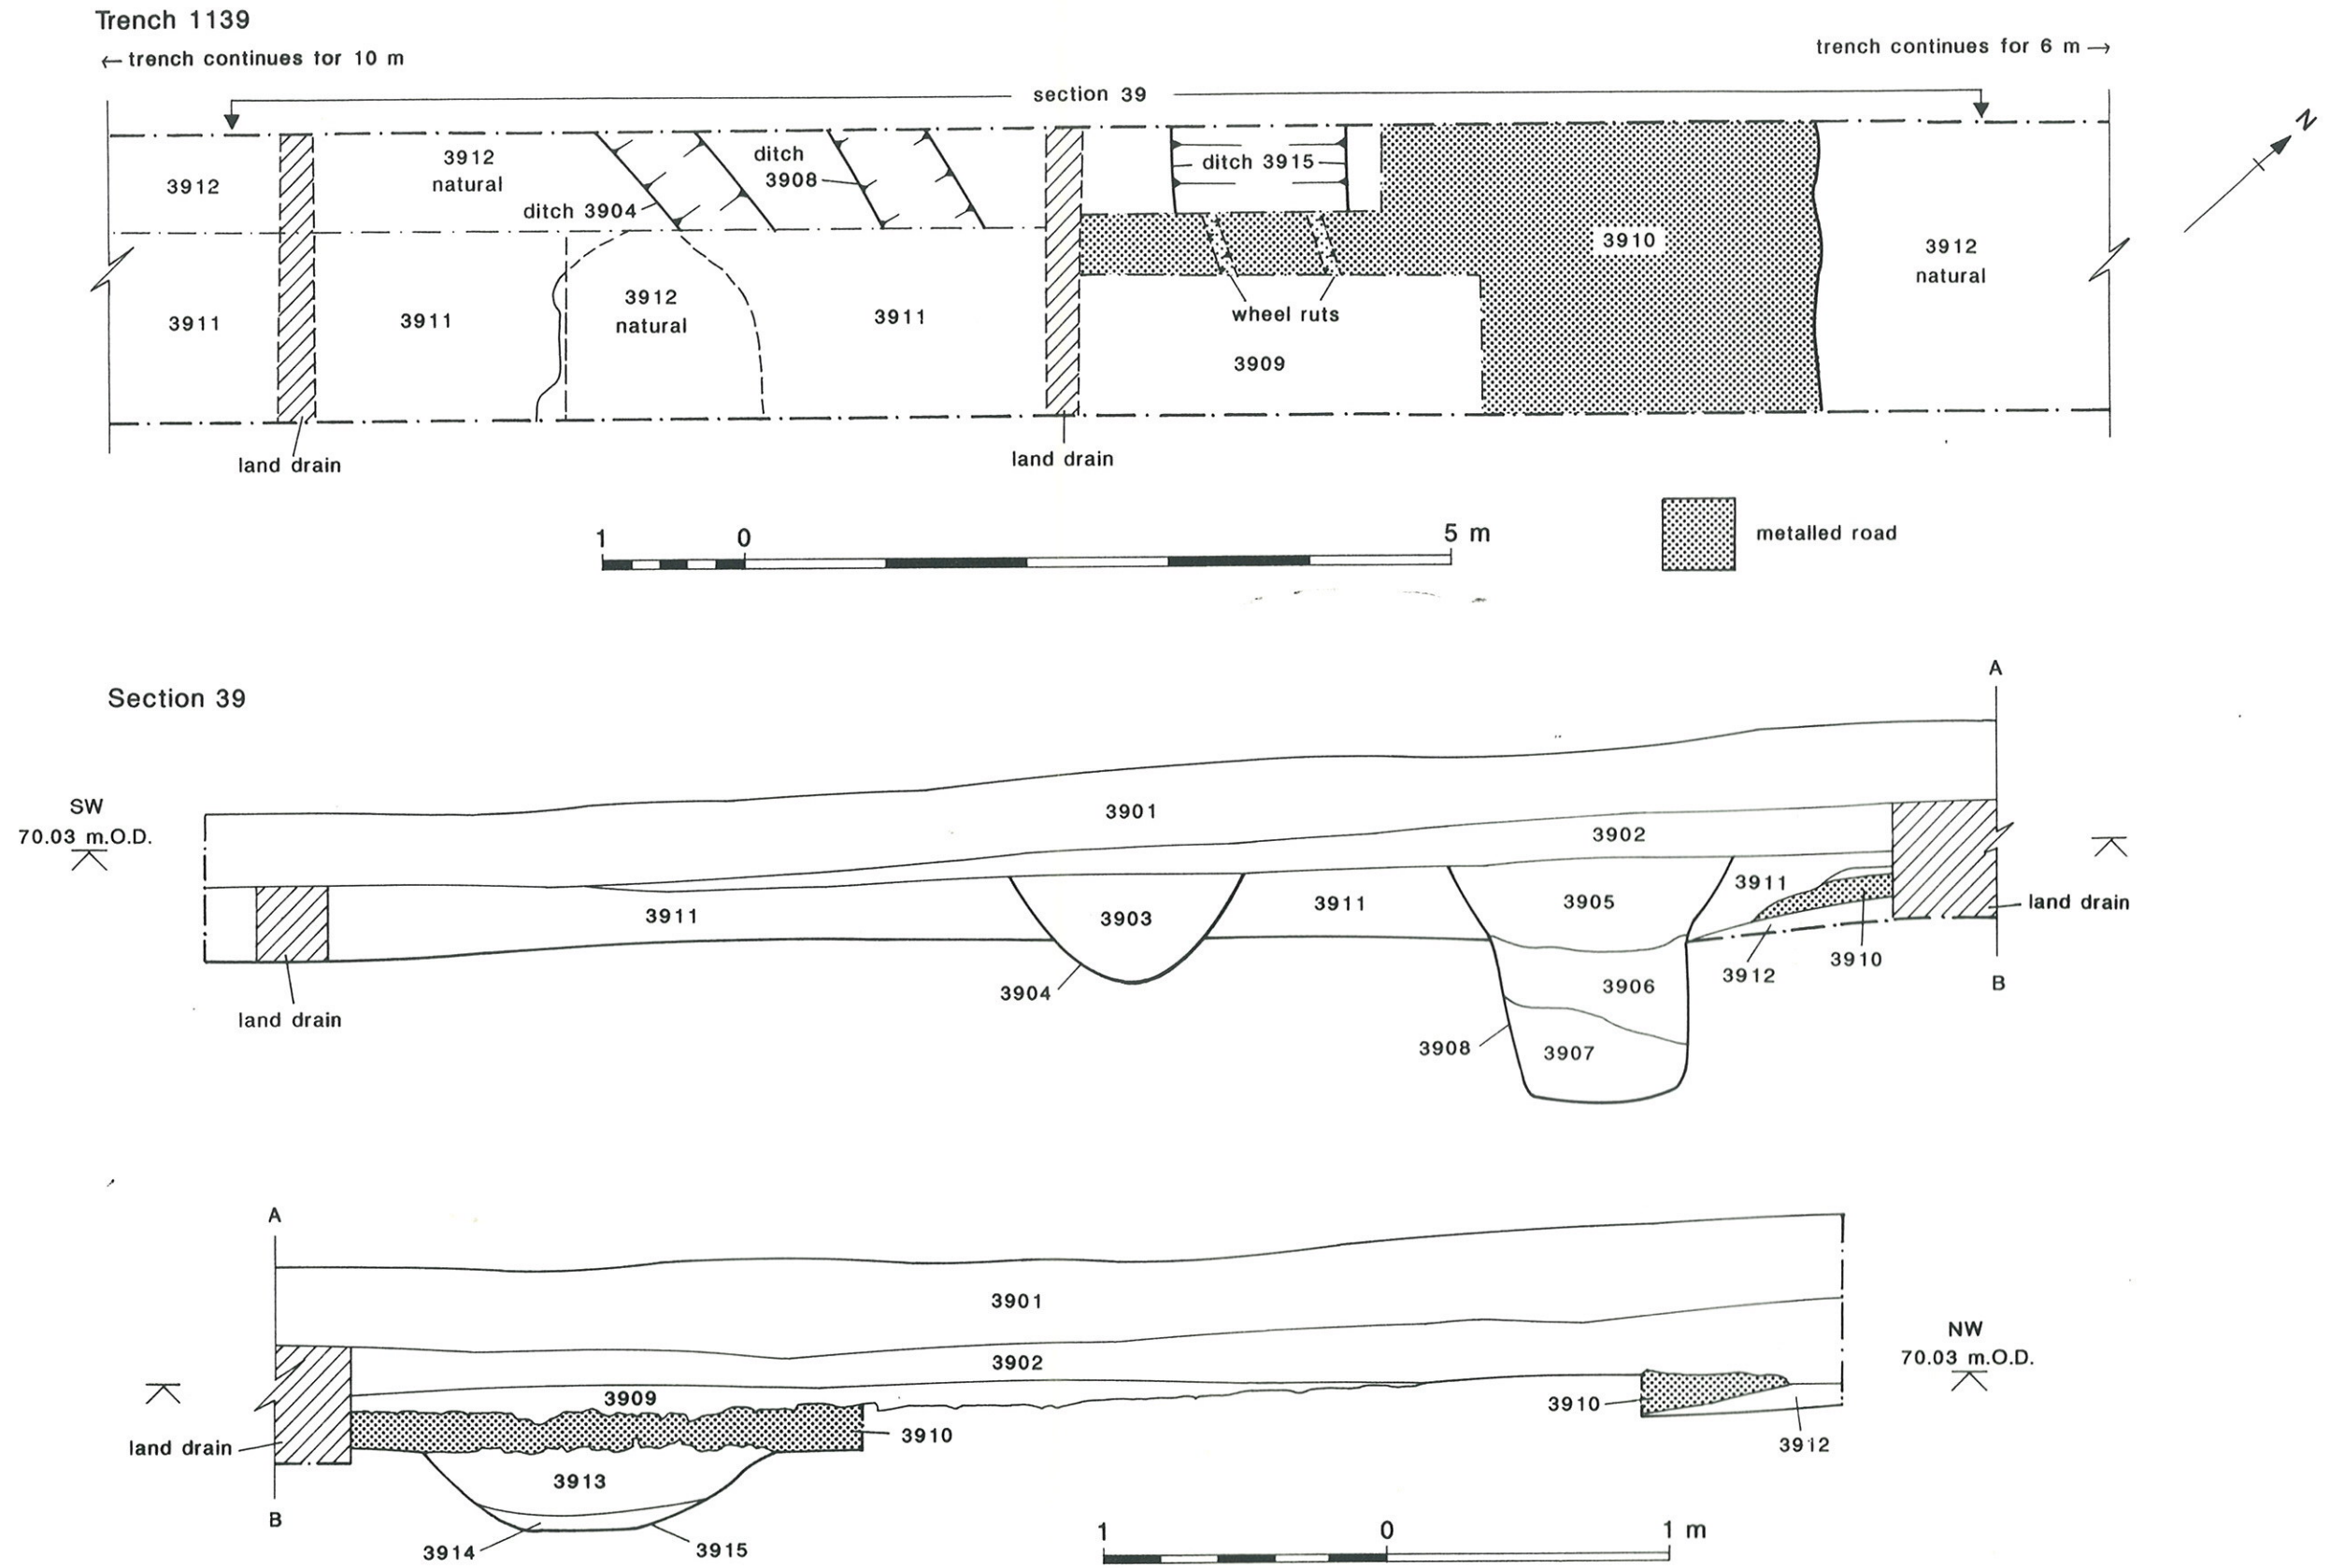 Trench 1139
← trench continues for 10 m
trench continues for 6 m →
section 39
N
3912
3912
natural
ditch
3908
ditch 3904
ditch 3915
3910
3912
natural
3911
3911
3912
natural
3911
wheel ruts
3909
land drain
land drain
1 0 5 m
metalled road
Section 39
A
SW
70.03 m.O.D.
3901
3902
3911
3903
3911
3905
3911
land drain
3904
3906
3912
3910
B
land drain
3908
3907
A
3901
NW
70.03 m.O.D.
3902
3909
3910
3910
land drain
3912
3913
B
3914
3915
1 0 1 m